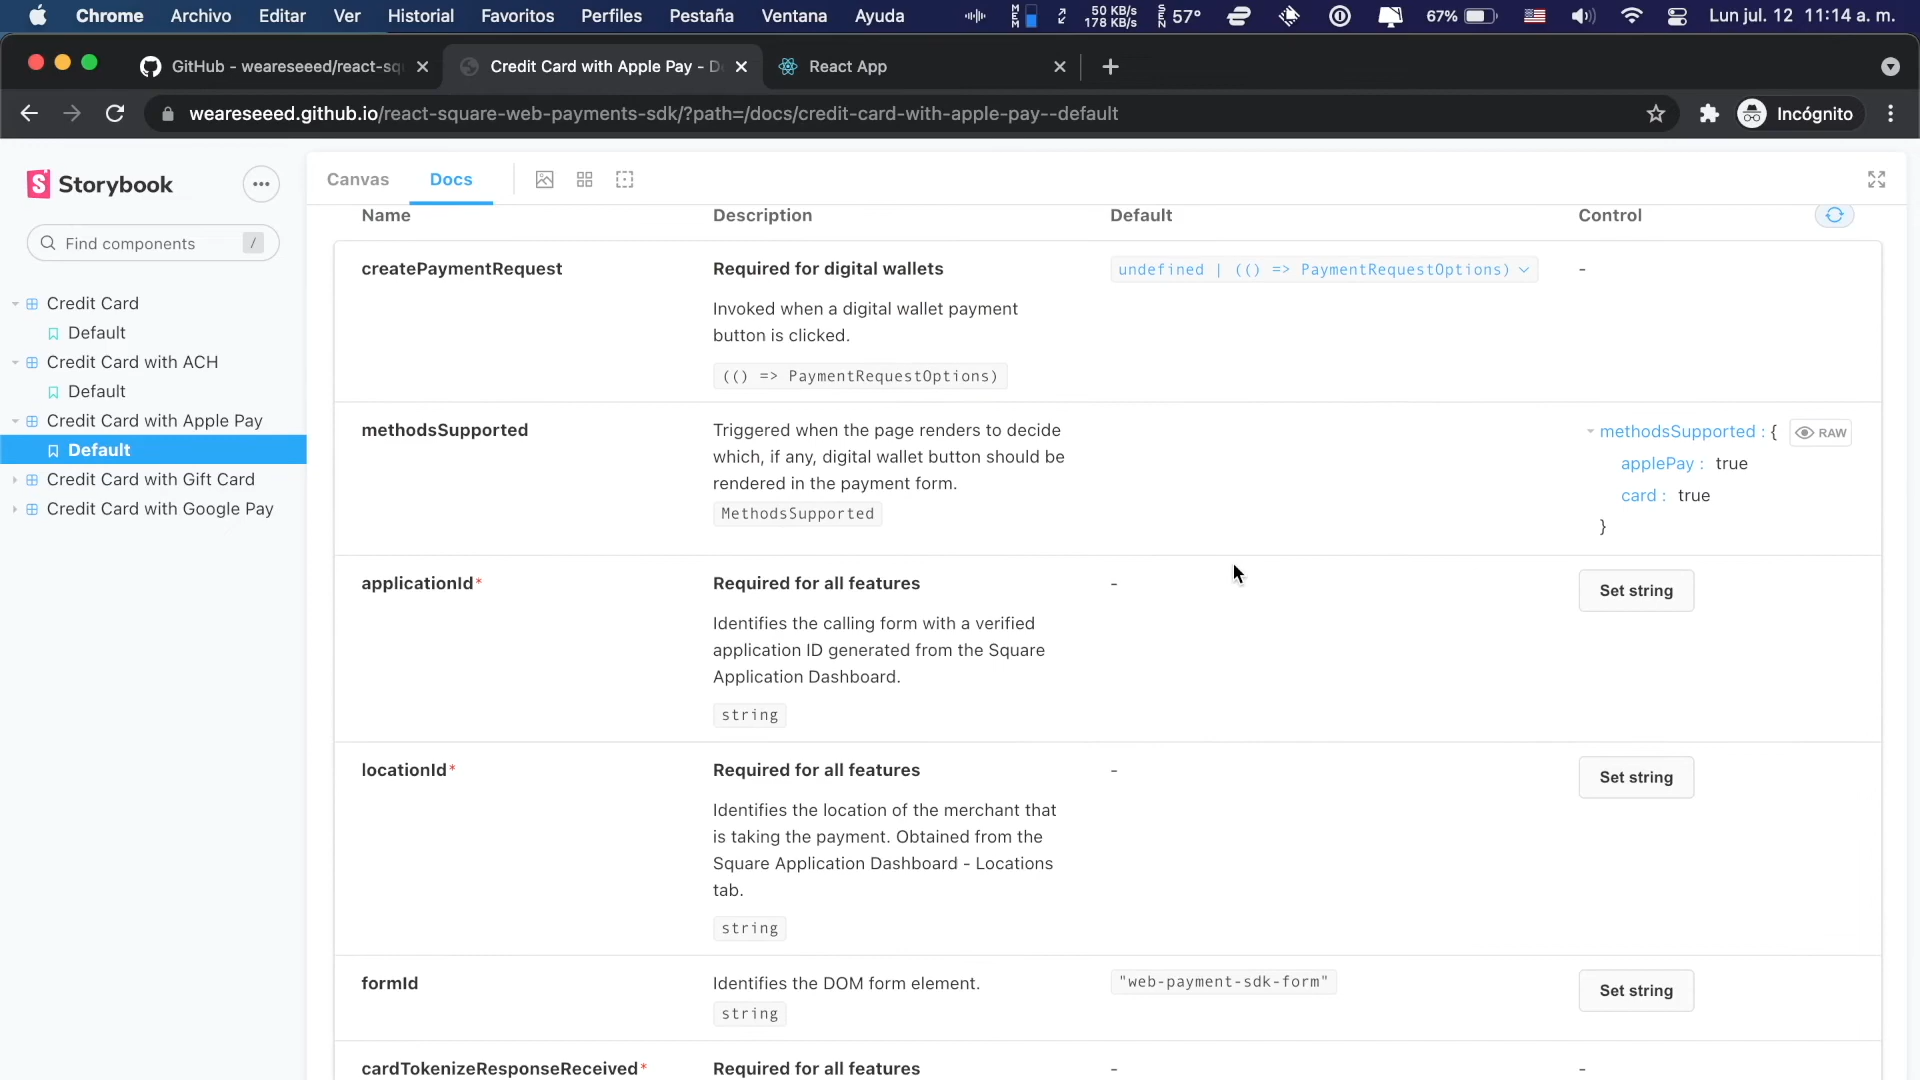 Chrome Archivo Editar Ver Historial Favoritos Perfiles Pestaña Ventana Ayuda
MEM
50 KB/s
178 KB/s
SEN 57° 67% Lun jul. 12 11:14 a. m.
GitHub - weareseeed/react-sq
Credit Card with Apple Pay - D
React App
weareseeed.github.io/react-square-web-payments-sdk/?path=/docs/credit-card-with-apple-pay--default
Incógnito
Storybook
Find components /
Credit Card
Default
Credit Card with ACH
Default
Credit Card with Apple Pay
Default
Credit Card with Gift Card
Credit Card with Google Pay
Canvas Docs
Name Description Default Control
createPaymentRequest
Required for digital wallets
Invoked when a digital wallet payment
button is clicked.
(() => PaymentRequestOptions)
undefined | (() => PaymentRequestOptions)
-
methodsSupported
Triggered when the page renders to decide
which, if any, digital wallet button should be
rendered in the payment form.
MethodsSupported
methodsSupported : {
RAW
applePay : true
card : true
}
applicationId*
Required for all features
Identifies the calling form with a verified
application ID generated from the Square
Application Dashboard.
string
-
Set string
locationId*
Required for all features
Identifies the location of the merchant that
is taking the payment. Obtained from the
Square Application Dashboard - Locations
tab.
string
-
Set string
formId
Identifies the DOM form element.
string
"web-payment-sdk-form"
Set string
cardTokenizeResponseReceived*
Required for all features
-
-